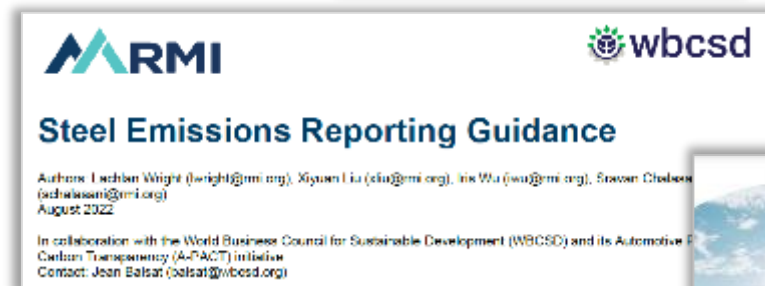 RMI
wbcsd
Steel Emissions Reporting Guidance
Authors: Lachlan Wright (lwright@rmi.org), Xiyuan Liu (xliu@rmi.org), Iris Wu (iwu@rmi.org), Sravan
(schalasani@rmi.org)
August 2022
In collaboration with the World Business Council for Sustainable Development (WBCSD) and its Automotive
Carbon Transparency (A-PACT) initiative
Contact: Jean Balsat (balsat@wbcsd.org)